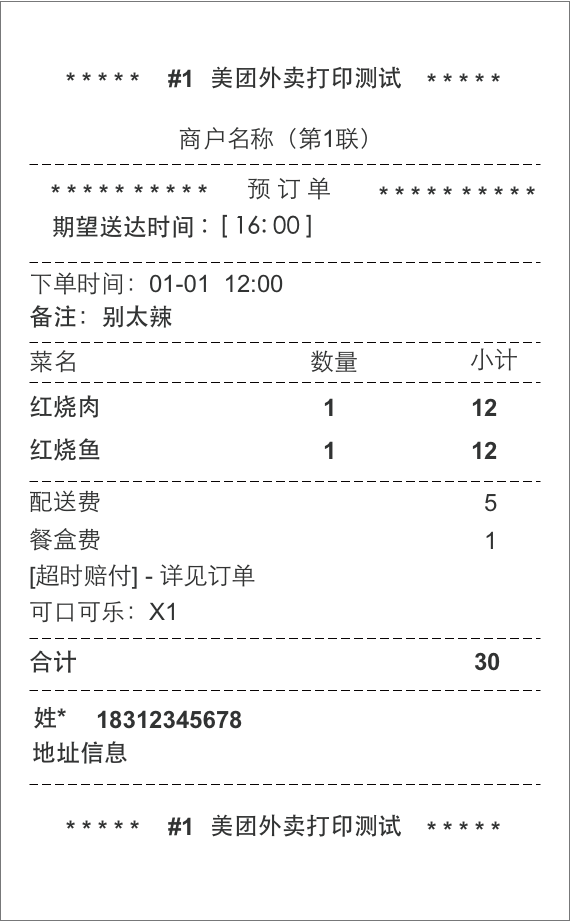 ***** #1 美团外卖打印测试 *****
商户名称（第1联）
********** 预订单 **********
期望送达时间：[ 16:00 ]
下单时间：01-01 12:00
备注：别太辣
菜名 数量 小计
红烧肉 1 12
红烧鱼 1 12
配送费 5
餐盒费 1
[超时赔付] - 详见订单
可口可乐：X1
合计 30
姓* 18312345678
地址信息
***** #1 美团外卖打印测试 *****